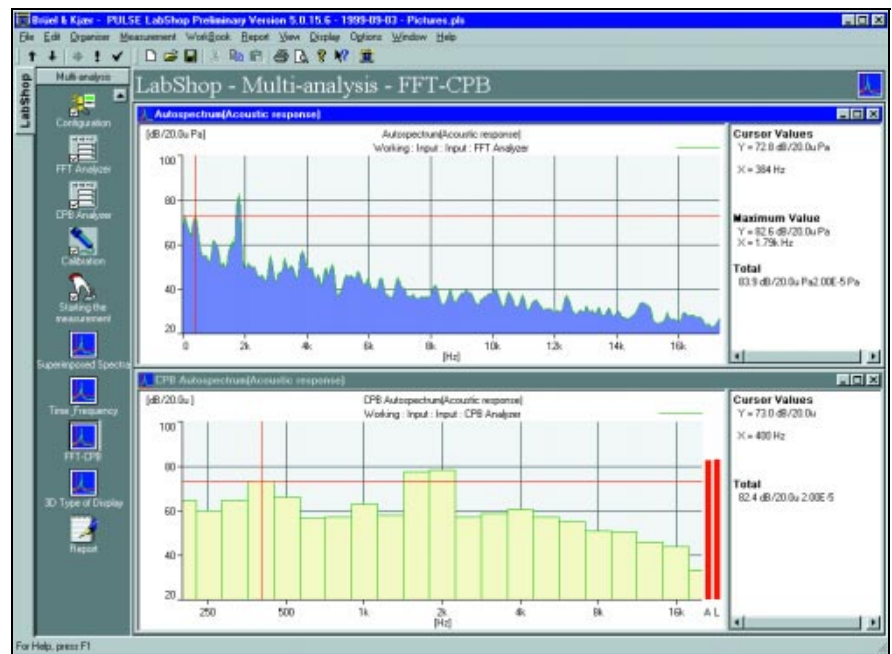 Brüel & Kjær - PULSE LabShop Preliminary Version 5.0.15.6 - 1999-09-03 - Pictures.pls
File Edit Organiser Measurement WorkBook Report View Display Options Window Help
LabShop
Multi-analysis
Configuration
FFT Analyzer
CPB Analyzer
Calibration
Starting the
measurement
Superimposed Spectra
Time_Frequency
FFT-CPB
3D Type of Display
Report
LabShop - Multi-analysis - FFT-CPB
Autospectrum(Acoustic response)
[dB/20.0u Pa]
Autospectrum(Acoustic response)
Working : Input : Input : FFT Analyzer
100
80
60
40
20
0 2k 4k 6k 8k 10k 12k 14k 16k
[Hz]
Cursor Values
Y = 72.8 dB/20.0u Pa
X = 384 Hz
Maximum Value
Y = 82.6 dB/20.0u Pa
X = 1.79k Hz
Total
83.9 dB/20.0u Pa2.00E-5 Pa
CPB Autospectrum(Acoustic response)
[dB/20.0u ]
CPB Autospectrum(Acoustic response)
Working : Input : Input : CPB Analyzer
100
80
60
40
20
250 500 1k 2k 4k 8k 16k A L
[Hz]
Cursor Values
Y = 73.0 dB/20.0u
X = 400 Hz
Total
82.4 dB/20.0u 2.00E-5
For Help, press F1